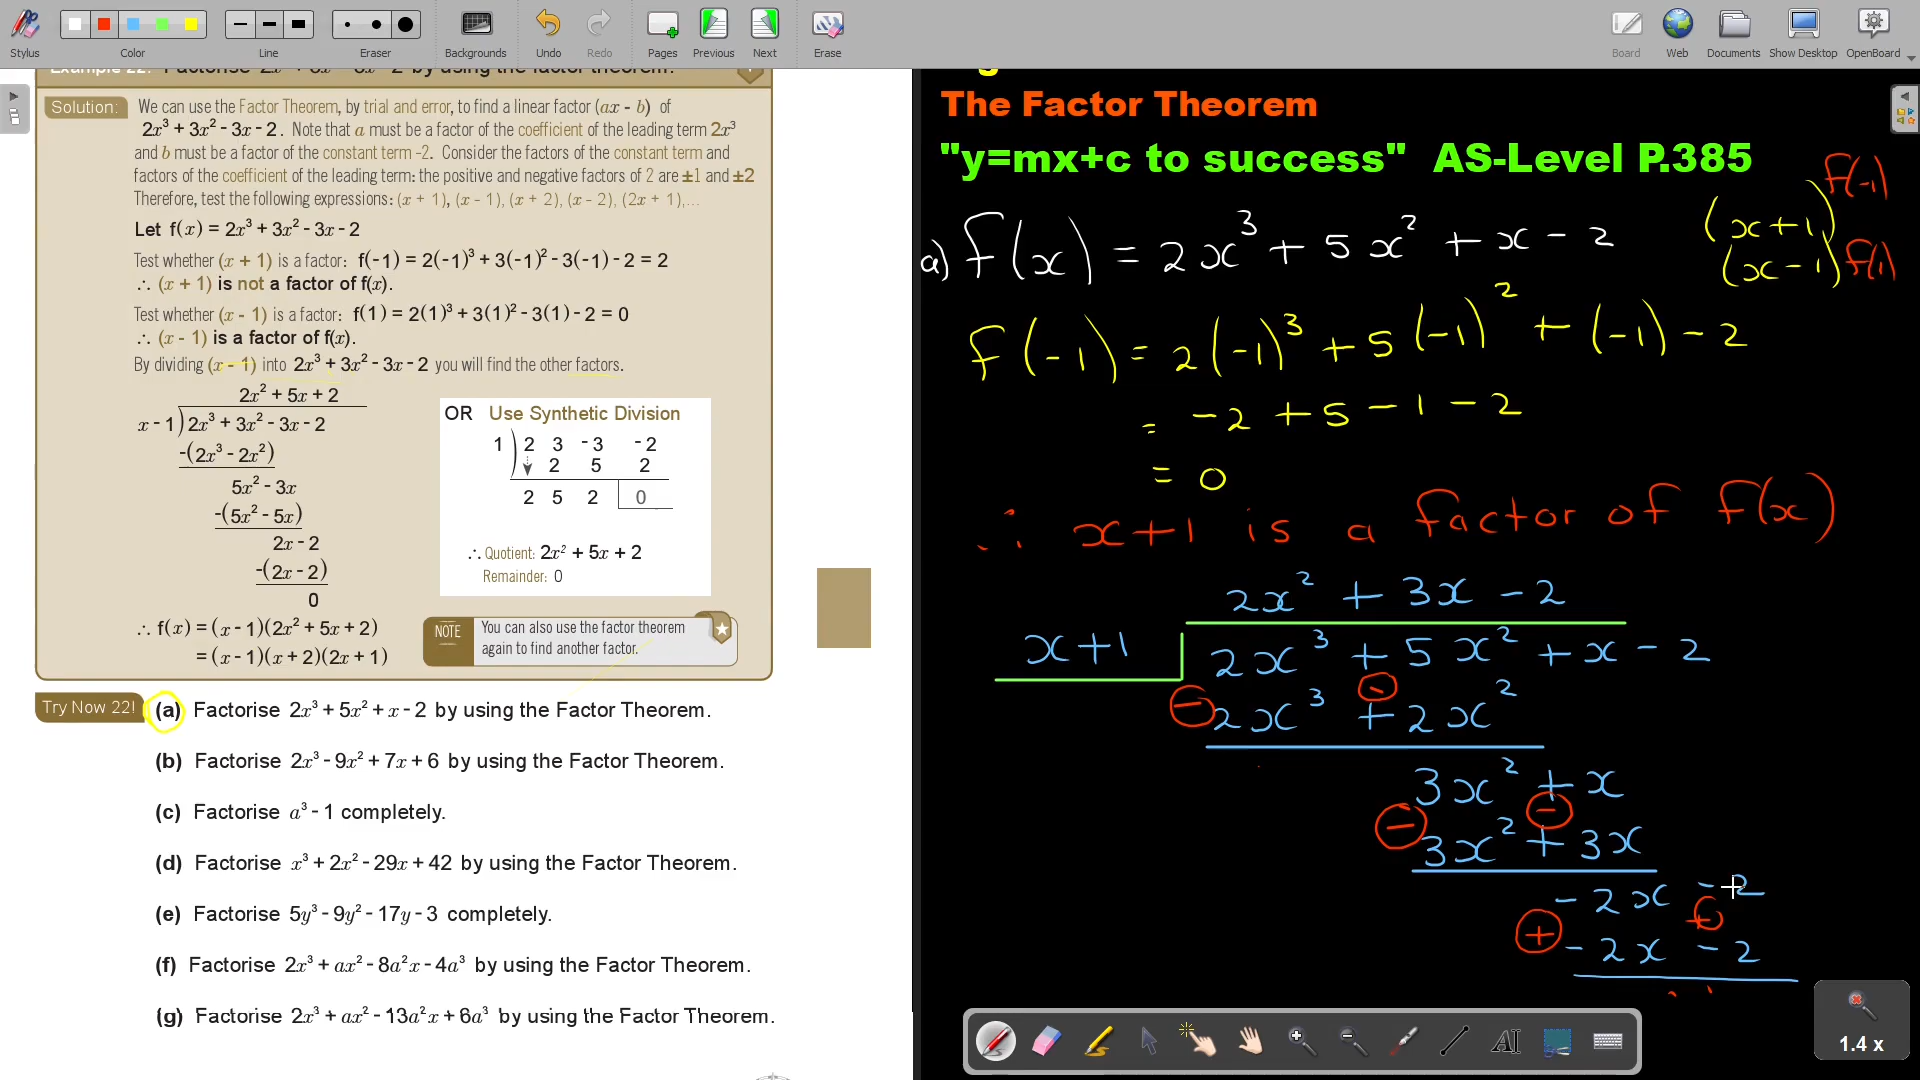 Stylus
Color
Line
Eraser
Backgrounds
Undo
Redo
Pages
Previous
Next
Erase
Board
Web
Documents
Show Desktop
OpenBoard
by using the factor theorem.
Solution:
We can use the Factor Theorem, by trial and error, to find a linear factor (ax - b) of
2x³ + 3x² - 3x - 2. Note that a must be a factor of the coefficient of the leading term 2x³
and b must be a factor of the constant term -2. Consider the factors of the constant term and
factors of the coefficient of the leading term: the positive and negative factors of 2 are ±1 and ±2
Therefore, test the following expressions: (x + 1), (x - 1), (x + 2), (x - 2), (2x + 1),...
Let f(x) = 2x³ + 3x² - 3x - 2
Test whether (x + 1) is a factor: f(-1) = 2(-1)³ + 3(-1)² - 3(-1) - 2 = 2
∴ (x + 1) is not a factor of f(x).
Test whether (x - 1) is a factor: f(1) = 2(1)³ + 3(1)² - 3(1) - 2 = 0
∴ (x - 1) is a factor of f(x).
By dividing (x - 1) into 2x³ + 3x² - 3x - 2 you will find the other factors.
2x² + 5x + 2
x - 1)2x³ + 3x² - 3x - 2
-(2x³ - 2x²)
5x² - 3x
-(5x² - 5x)
2x - 2
-(2x - 2)
0
∴ f(x) = (x - 1)(2x² + 5x + 2)
= (x - 1)(x + 2)(2x + 1)
OR Use Synthetic Division
1)2 3 -3 -2
2 5 2
2 5 2 0
∴ Quotient: 2x² + 5x + 2
Remainder: 0
NOTE
You can also use the factor theorem
again to find another factor.
Try Now 22!
(a) Factorise 2x³ + 5x² + x - 2 by using the Factor Theorem.
(b) Factorise 2x³ - 9x² + 7x + 6 by using the Factor Theorem.
(c) Factorise a³ - 1 completely.
(d) Factorise x³ + 2x² - 29x + 42 by using the Factor Theorem.
(e) Factorise 5y³ - 9y² - 17y - 3 completely.
(f) Factorise 2x³ + ax² - 8a²x - 4a³ by using the Factor Theorem.
(g) Factorise 2x³ + ax² - 13a²x + 6a³ by using the Factor Theorem.
The Factor Theorem
"y=mx+c to success" AS-Level P.385
(x+1) f(-1)
(x-1) f(1)
a) f(x) = 2x³ + 5x² + x - 2
f(-1) = 2(-1)³ + 5(-1)² + (-1) - 2
= -2 + 5 - 1 - 2
= 0
∴ x+1 is a factor of f(x)
2x² + 3x - 2
x+1 2x³ + 5x² + x - 2
- -
2x³ + 2x²
3x² + x
- -
3x² + 3x
-2x -2
+ +
-2x -2
1.4 x